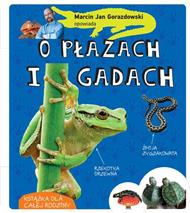 Marcin Jan Gorazdowski
opowiada
O PŁAZACH
I GADACH
ŻMIJA
ZYGZAKOWATA
RZEKOTKA
DRZEWNA
KSIĄŻKA DLA
CAŁEJ RODZINY